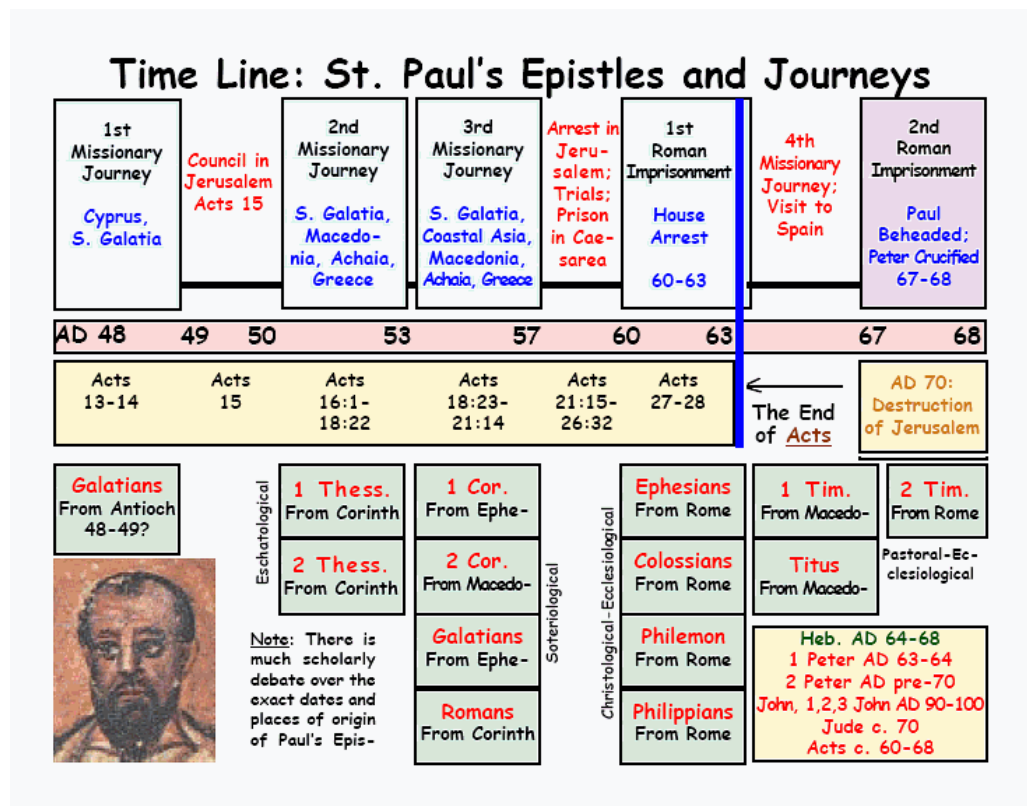 Time Line: St. Paul's Epistles and Journeys
1st
Missionary
Journey
Cyprus,
S. Galatia
Council in
Jerusalem
Acts 15
2nd
Missionary
Journey
S. Galatia,
Macedo-
nia, Achaia,
Greece
3rd
Missionary
Journey
S. Galatia,
Coastal Asia,
Macedonia,
Achaia, Greece
Arrest in
Jeru-
salem;
Trials;
Prison
in Cae-
sarea
1st
Roman
Imprisonment
House
Arrest
60-63
4th
Missionary
Journey;
Visit to
Spain
2nd
Roman
Imprisonment
Paul
Beheaded;
Peter Crucified
67-68
AD 48 49 50 53 57 60 63 67 68
Acts
13-14
Acts
15
Acts
16:1-
18:22
Acts
18:23-
21:14
Acts
21:15-
26:32
Acts
27-28
The End
of Acts
AD 70:
Destruction
of Jerusalem
Galatians
From Antioch
48-49?
Eschatological
1 Thess.
From Corinth
2 Thess.
From Corinth
Note: There is
much scholarly
debate over the
exact dates and
places of origin
of Paul's Epis-
1 Cor.
From Ephe-
2 Cor.
From Macedo-
Galatians
From Ephe-
Romans
From Corinth
Soteriological
Christological-Ecclesiological
Ephesians
From Rome
Colossians
From Rome
Philemon
From Rome
Philippians
From Rome
1 Tim.
From Macedo-
Titus
From Macedo-
2 Tim.
From Rome
Pastoral-Ec-
clesiological
Heb. AD 64-68
1 Peter AD 63-64
2 Peter AD pre-70
John, 1,2,3 John AD 90-100
Jude c. 70
Acts c. 60-68